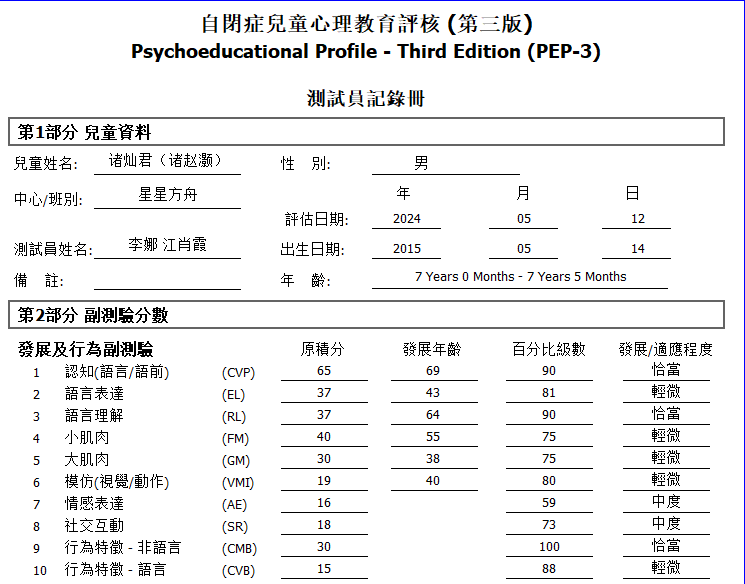 自閉症兒童心理教育評核 (第三版)
Psychoeducational Profile - Third Edition (PEP-3)
測試員記錄冊
第1部分 兒童資料
兒童姓名: 诸灿君（诸赵灏） 性 別: 男
中心/班別: 星星方舟 年 月 日
評估日期: 2024 05 12
測試員姓名: 李娜 江肖霞 出生日期: 2015 05 14
備 註: 年 齡: 7 Years 0 Months - 7 Years 5 Months
第2部分 副測驗分數
發展及行為副測驗 原積分 發展年齡 百分比級數 發展/適應程度
1 認知(語言/語前) (CVP) 65 69 90 恰當
2 語言表達 (EL) 37 43 81 輕微
3 語言理解 (RL) 37 64 90 恰當
4 小肌肉 (FM) 40 55 75 輕微
5 大肌肉 (GM) 30 38 75 輕微
6 模仿(視覺/動作) (VMI) 19 40 80 輕微
7 情感表達 (AE) 16 59 中度
8 社交互動 (SR) 18 73 中度
9 行為特徵 - 非語言 (CMB) 30 100 恰當
10 行為特徵 - 語言 (CVB) 15 88 輕微